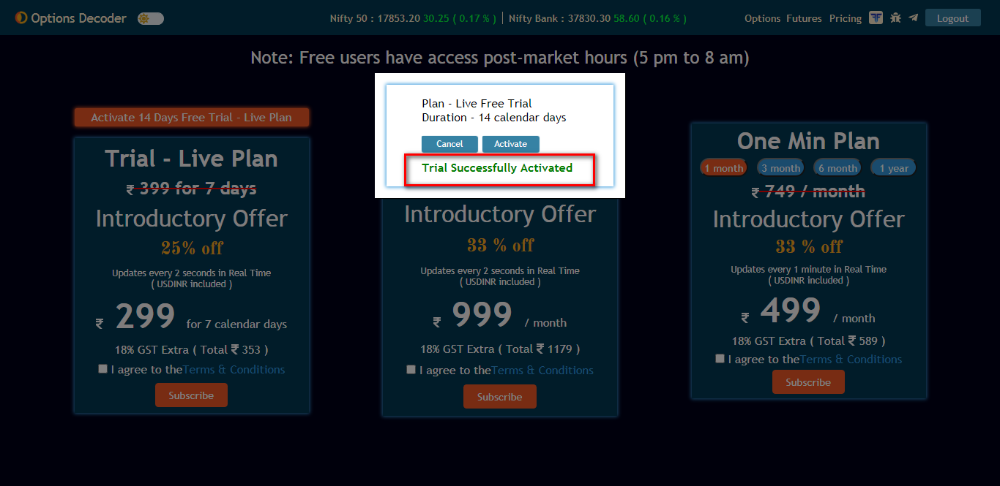 Options Decoder
Nifty 50 : 17853.20 30.25 ( 0.17 % ) | Nifty Bank : 37830.30 58.60 ( 0.16 % )
Options Futures Pricing Logout
Note: Free users have access post-market hours (5 pm to 8 am)
Plan - Live Free Trial
Duration - 14 calendar days
Cancel Activate
Trial Successfully Activated
Activate 14 Days Free Trial - Live Plan
Trial - Live Plan
₹ 399 for 7 days
Introductory Offer
25% off
Updates every 2 seconds in Real Time
( USDINR included )
₹ 299 for 7 calendar days
18% GST Extra ( Total ₹ 353 )
I agree to theTerms & Conditions
Subscribe
Introductory Offer
33 % off
Updates every 2 seconds in Real Time
( USDINR included )
₹ 999 / month
18% GST Extra ( Total ₹ 1179 )
I agree to theTerms & Conditions
Subscribe
One Min Plan
1 month 3 month 6 month 1 year
₹ 749 / month
Introductory Offer
33 % off
Updates every 1 minute in Real Time
( USDINR included )
₹ 499 / month
18% GST Extra ( Total ₹ 589 )
I agree to theTerms & Conditions
Subscribe